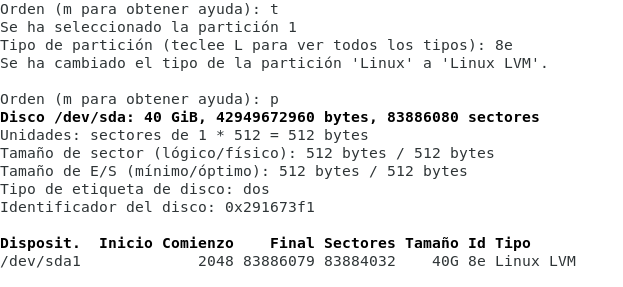 Orden (m para obtener ayuda): t
Se ha seleccionado la partición 1
Tipo de partición (teclee L para ver todos los tipos): 8e
Se ha cambiado el tipo de la partición 'Linux' a 'Linux LVM'.
Orden (m para obtener ayuda): p
Disco /dev/sda: 40 GiB, 42949672960 bytes, 83886080 sectores
Unidades: sectores de 1 * 512 = 512 bytes
Tamaño de sector (lógico/físico): 512 bytes / 512 bytes
Tamaño de E/S (mínimo/óptimo): 512 bytes / 512 bytes
Tipo de etiqueta de disco: dos
Identificador del disco: 0x291673f1
Disposit.  Inicio Comienzo    Final Sectores Tamaño Id Tipo
/dev/sda1             2048 83886079 83884032    40G 8e Linux LVM